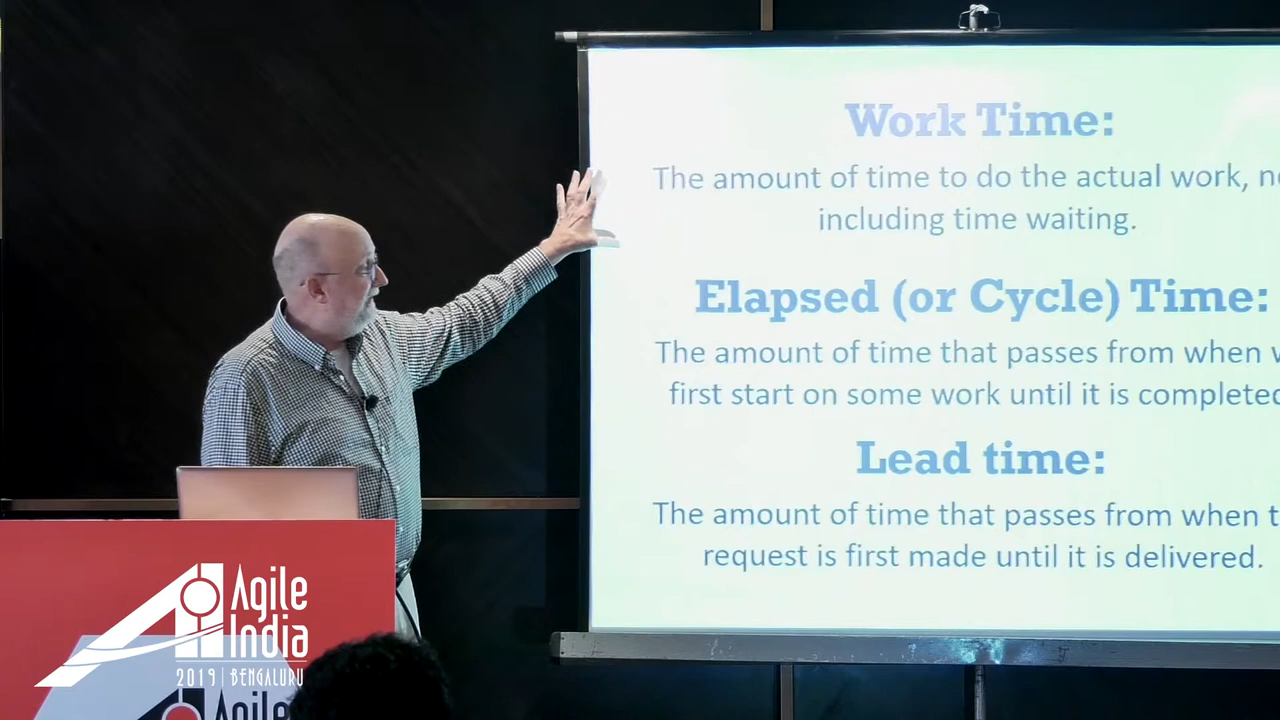 Work Time:
The amount of time to do the actual work,
including time waiting.
Elapsed (or Cycle) Time:
The amount of time that passes from when
first start on some work until it is completed
Lead time:
The amount of time that passes from when
request is first made until it is delivered.
Agile
India
2019 | BENGALURU
Agile